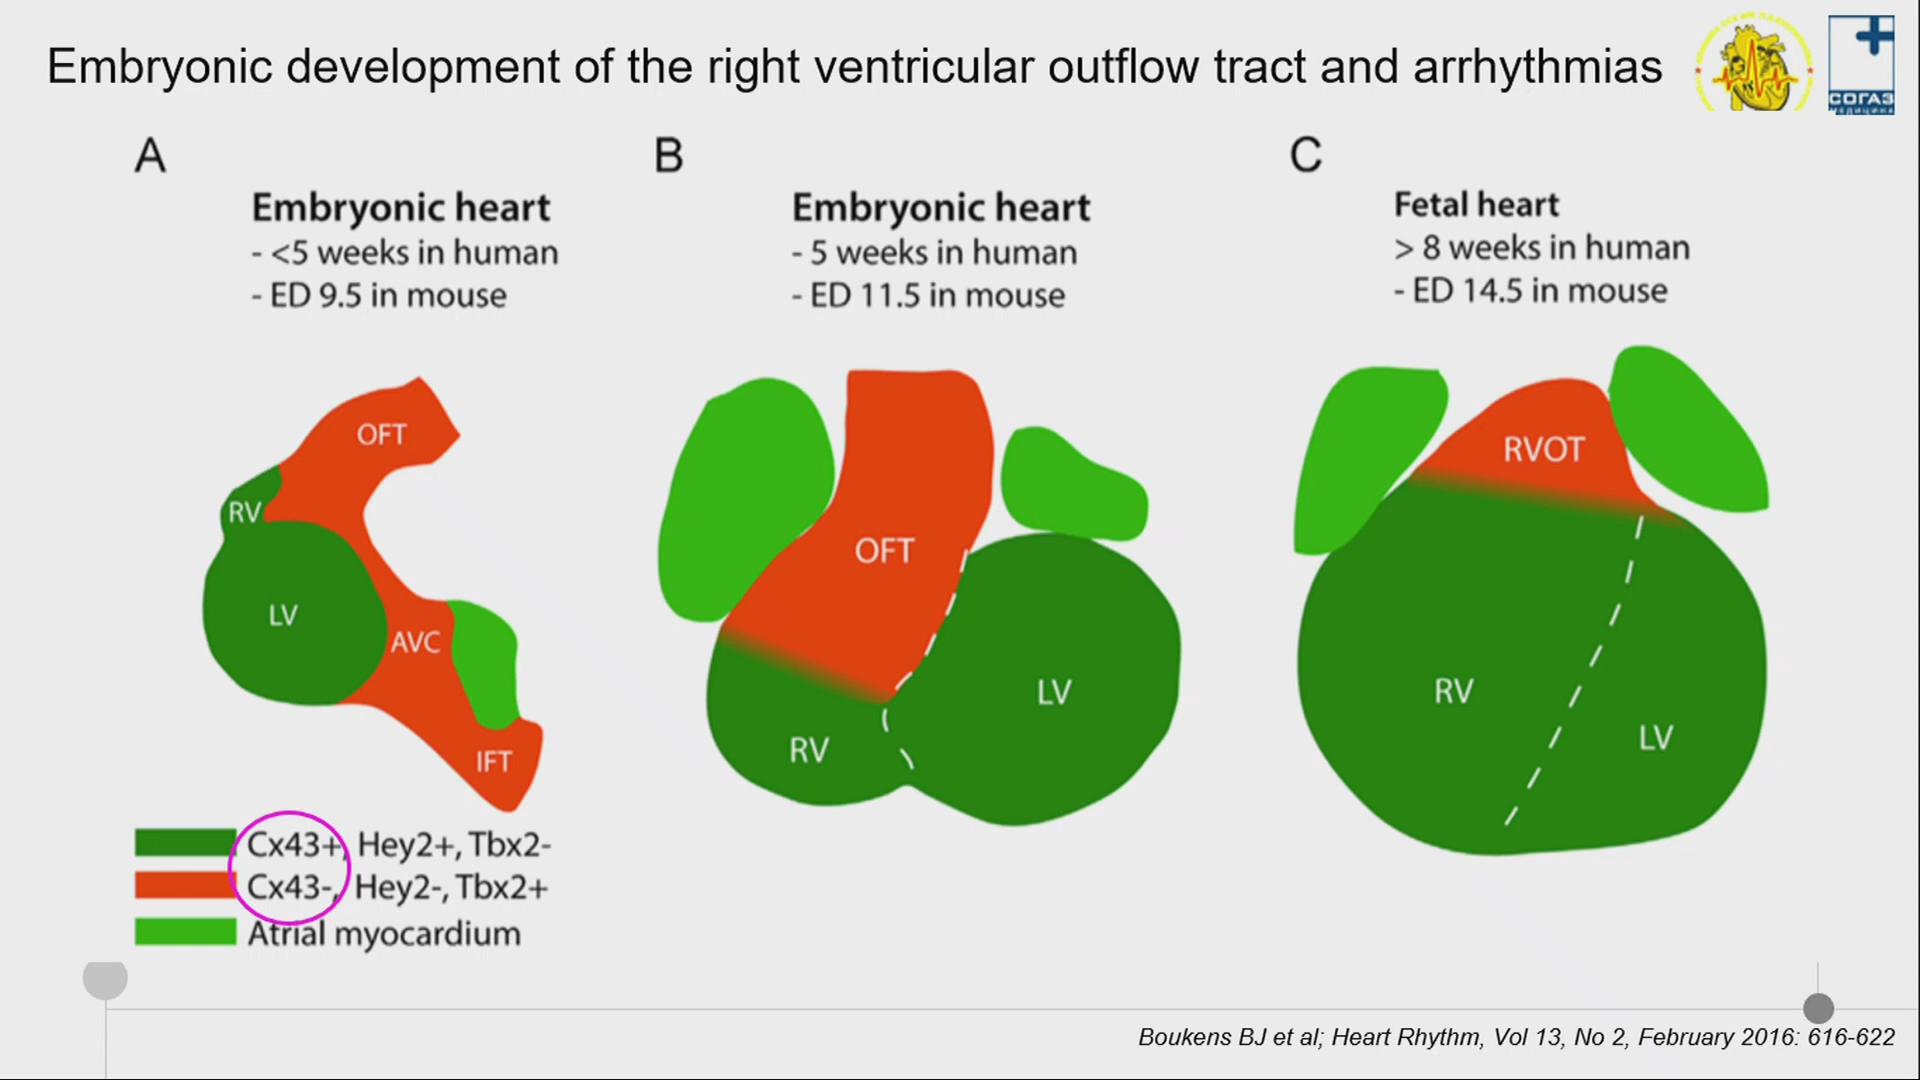 Embryonic development of the right ventricular outflow tract and arrhythmias
СОГАЗ
A
Embryonic heart
- <5 weeks in human
- ED 9.5 in mouse
B
Embryonic heart
- 5 weeks in human
- ED 11.5 in mouse
C
Fetal heart
> 8 weeks in human
- ED 14.5 in mouse
OFT
RV
LV
AVC
IFT
OFT
RV
LV
RVOT
RV
LV
Cx43+, Hey2+, Tbx2-
Cx43-, Hey2-, Tbx2+
Atrial myocardium
Boukens BJ et al; Heart Rhythm, Vol 13, No 2, February 2016: 616-622